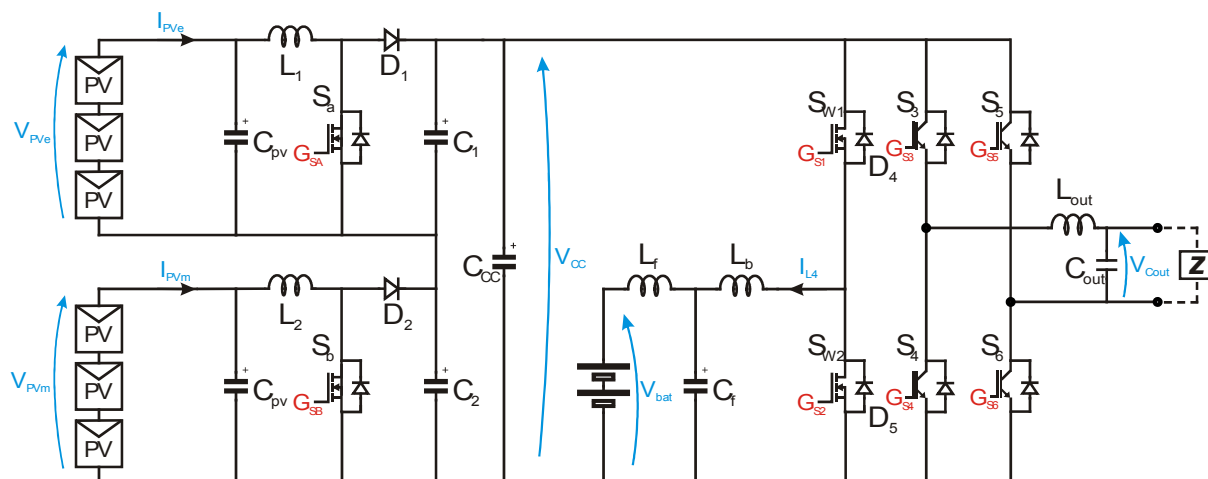 I_PVe
L_1
D_1
PV
PV
PV
V_PVe
S_a
G_SA
C_pv
C_1
S_W1
S_3
S_5
G_S1
G_S3
G_S5
D_4
L_out
I_PVm
L_2
D_2
C_CC
V_CC
L_f
L_b
I_L4
C_out
V_Cout
Z
PV
PV
PV
V_PVm
S_b
G_SB
C_pv
C_2
V_bat
C_f
S_W2
S_4
S_6
G_S2
G_S4
G_S6
D_5